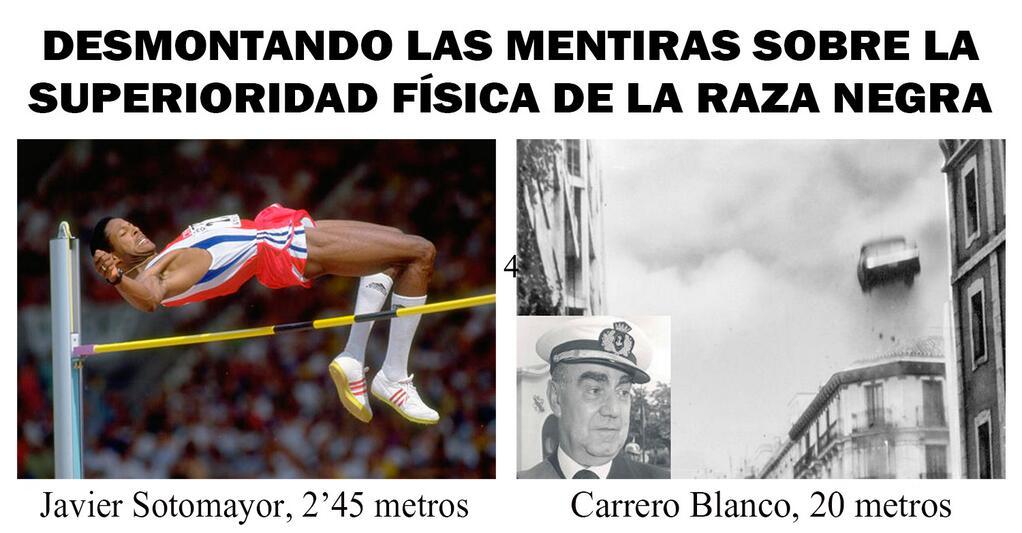 DESMONTANDO LAS MENTIRAS SOBRE LA
SUPERIORIDAD FÍSICA DE LA RAZA NEGRA
4
Javier Sotomayor, 2'45 metros
Carrero Blanco, 20 metros